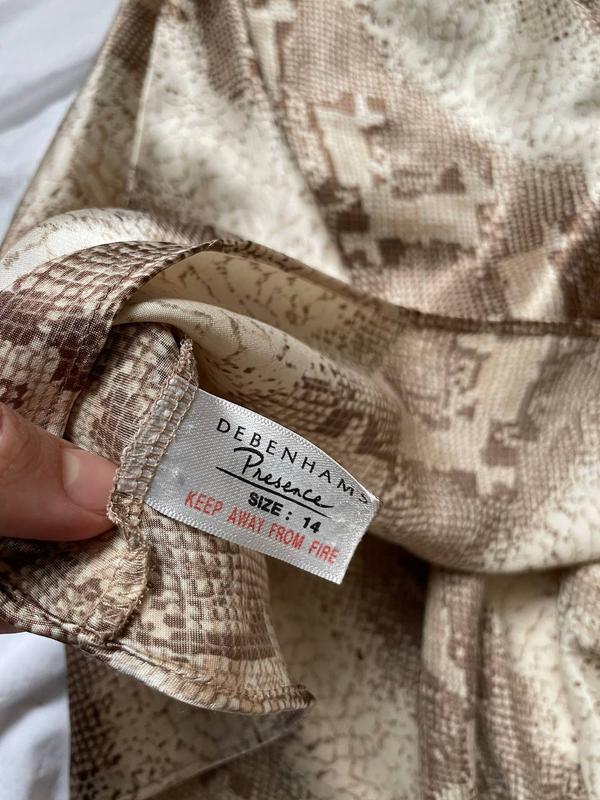 DEBENHAMS
Presence
SIZE : 14
KEEP AWAY FROM FIRE